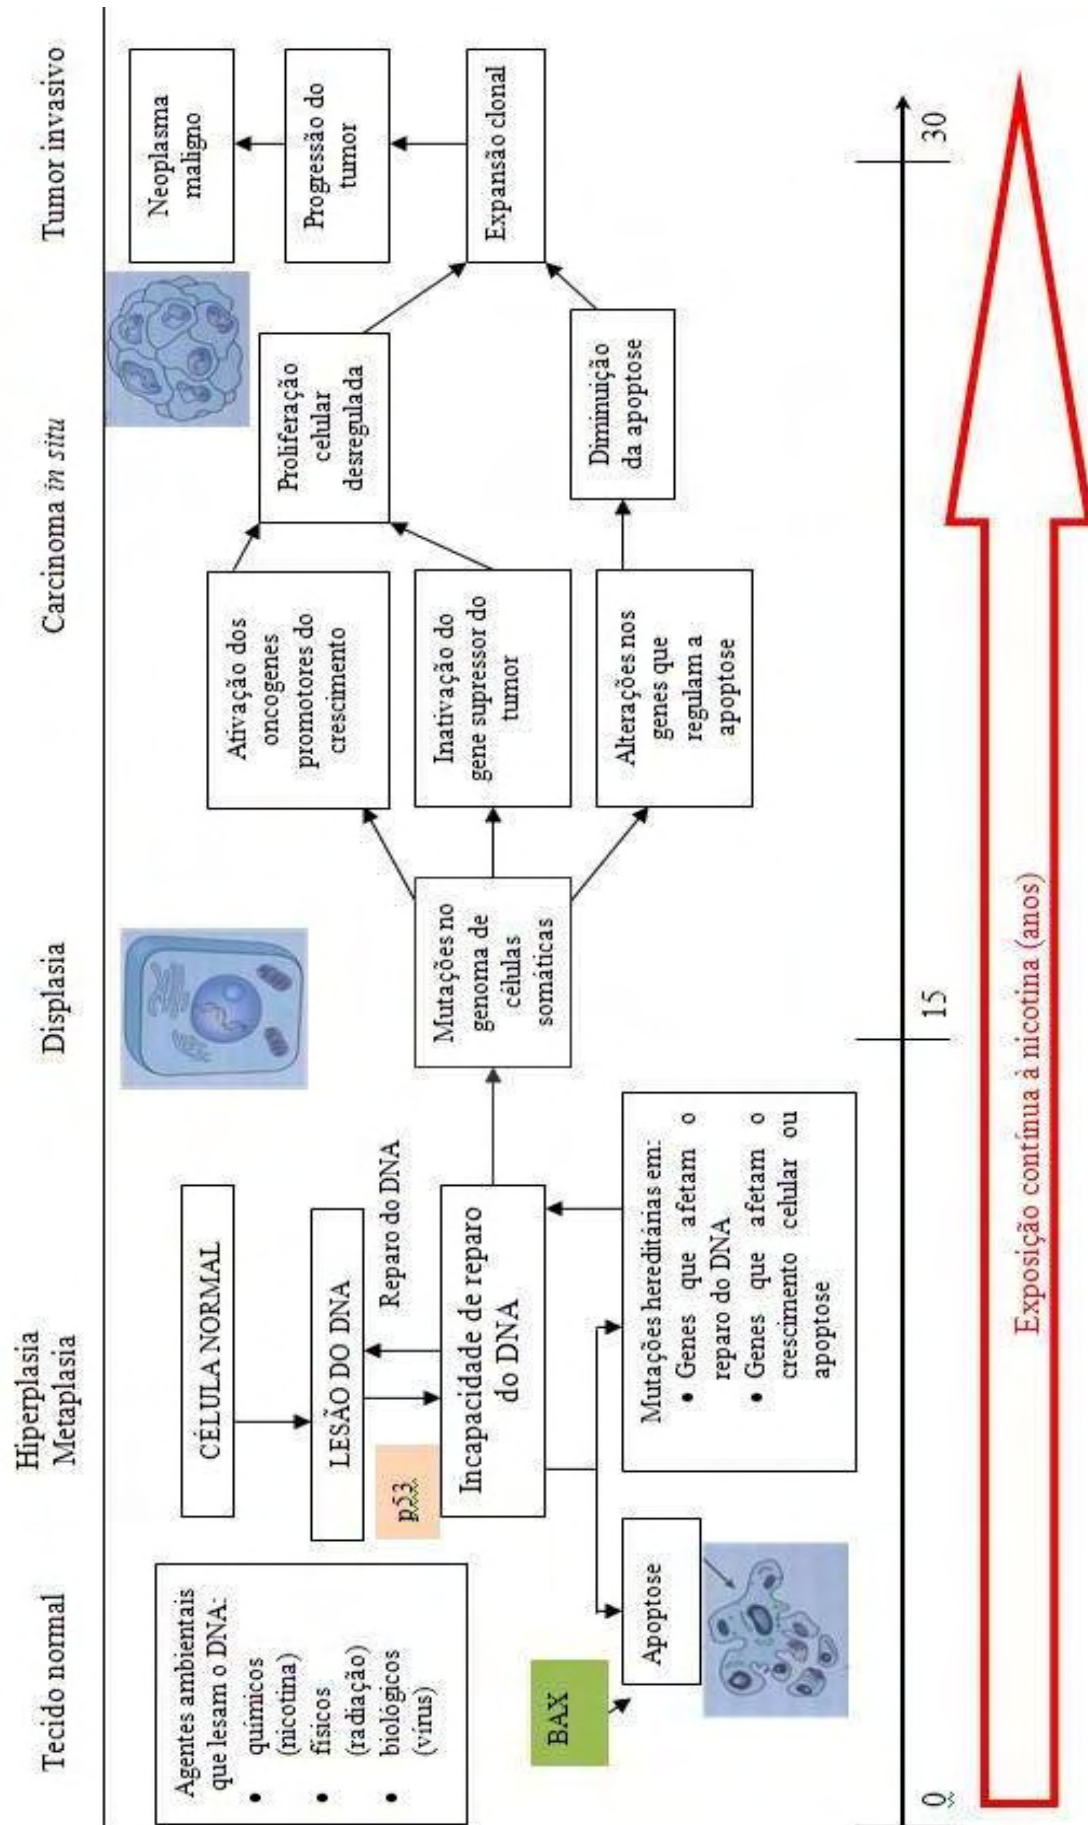 Tecido normal
Hiperplasia
Metaplasia
Displasia
Carcinoma in situ
Tumor invasivo
Agentes ambientais
que lesam o DNA:
• químicos
(nicotina)
• físicos
(radiação)
• biológicos
(vírus)
CÉLULA NORMAL
LESÃO DO DNA
p53
Reparo do DNA
Incapacidade de reparo
do DNA
BAX
Apoptose
Mutações hereditárias em:
• Genes que afetam o
reparo do DNA
• Genes que afetam o
crescimento celular ou
apoptose
Mutações no
genoma de
células
somáticas
Ativação dos
oncogenes
promotores do
crescimento
Inativação do
gene supressor do
tumor
Alterações nos
genes que
regulam a
apoptose
Proliferação
celular
desregulada
Diminuição
da apoptose
Expansão clonal
Progressão do
tumor
Neoplasma
maligno
0
15
30
Exposição contínua à nicotina (anos)